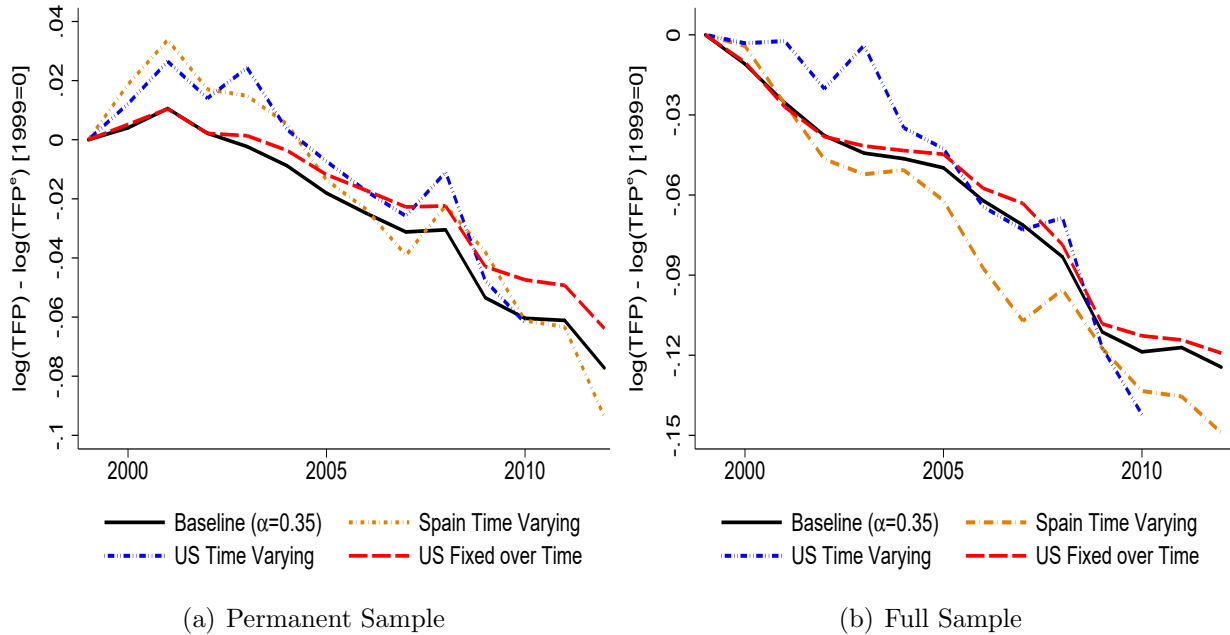 log(TFP) - log(TFPᵉ) [1999=0]
.04
.02
0
-.02
-.04
-.06
-.08
-.1
2000 2005 2010
Baseline (α=0.35) Spain Time Varying
US Time Varying US Fixed over Time
(a) Permanent Sample
log(TFP) - log(TFPᵉ) [1999=0]
0
-.03
-.06
-.09
-.12
-.15
2000 2005 2010
Baseline (α=0.35) Spain Time Varying
US Time Varying US Fixed over Time
(b) Full Sample